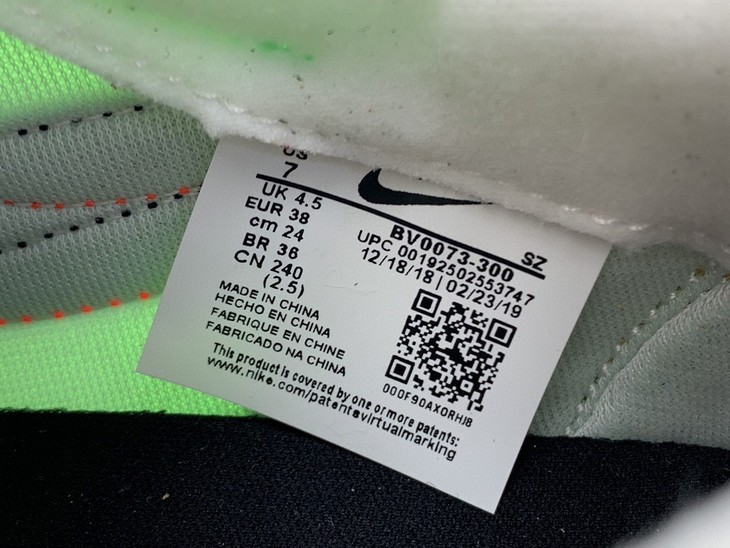 US
7
UK 4.5
EUR 38
cm 24
BR 36
CN 240
(2.5)
BV0073-300 SZ
UPC 00192502553747
12/18/18 | 02/23/19
MADE IN CHINA
HECHO EN CHINA
FABRIQUE EN CHINE
FABRICADO NA CHINA
000F90AXORHJ8
This product is covered by one or more patents:
www.nike.com/patentsvirtualmarking